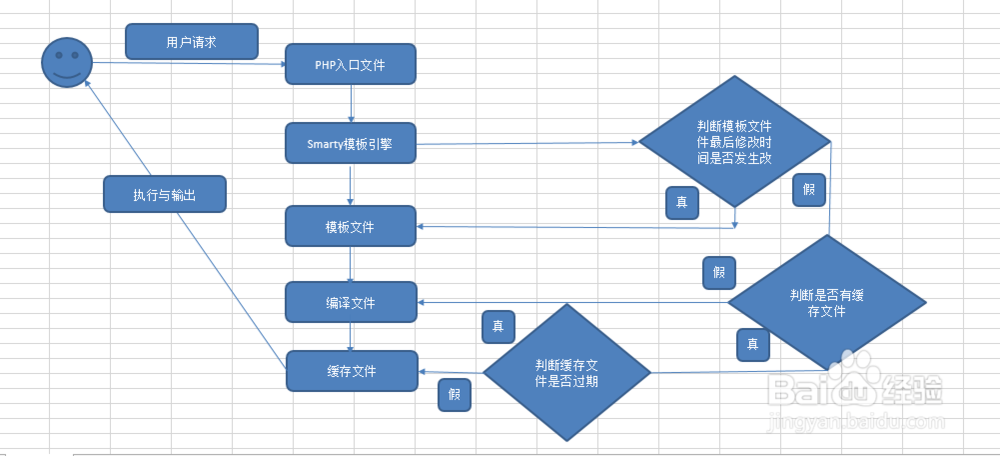 用户请求
PHP入口文件
Smarty模板引擎
判断模板文件
件最后修改时
间是否发生改
真
假
执行与输出
模板文件
假
判断是否有缓
存文件
编译文件
真
真
缓存文件
判断缓存文
件是否过期
假
Baidu经验
jingyan.baidu.com